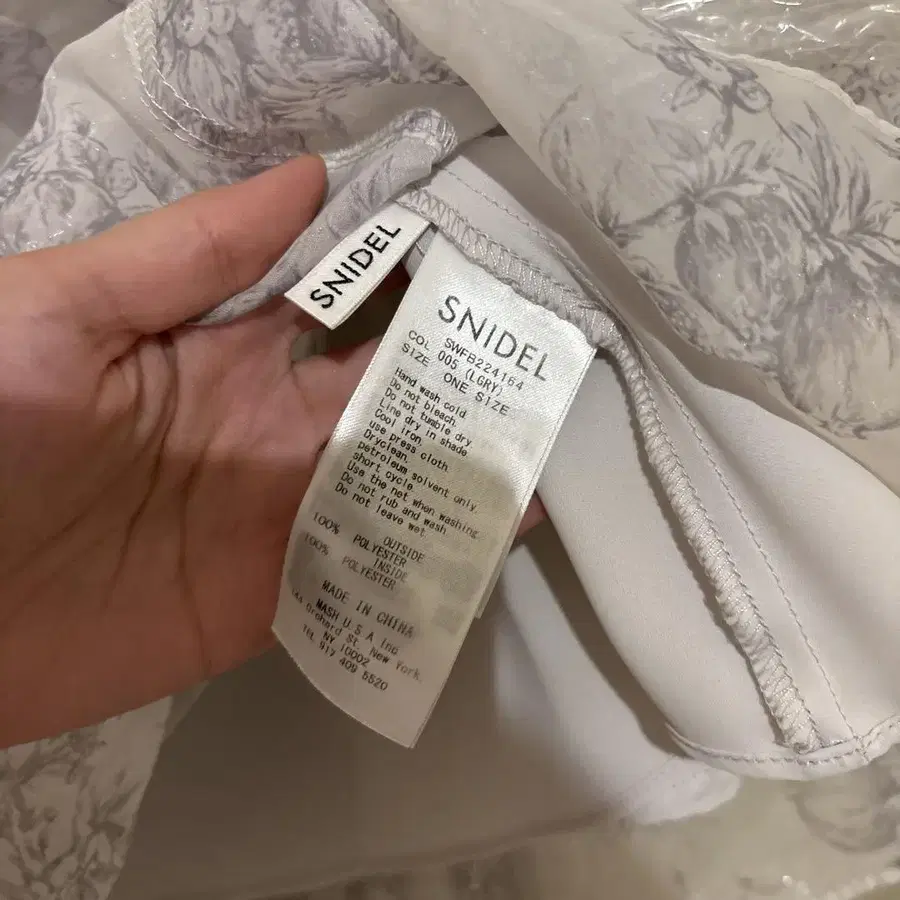 SNIDEL
SNIDEL
SWFB224164
COL 005 (LGRY)
SIZE ONE SIZE
Hand wash cold
Do not bleach.
Do not tumble dry.
Line dry in shade
Cool iron.
use press cloth
Dryclean.
petroleum solvent only.
short cycle.
Use the net when washing.
Do not rub and wash
Do not leave wet
OUTSIDE
100% POLYESTER
INSIDE
100% POLYESTER
MADE IN CHINA
MASH U.S.A Inc
Orchard St. New York.
NY 10002
TEL 917 409 5520